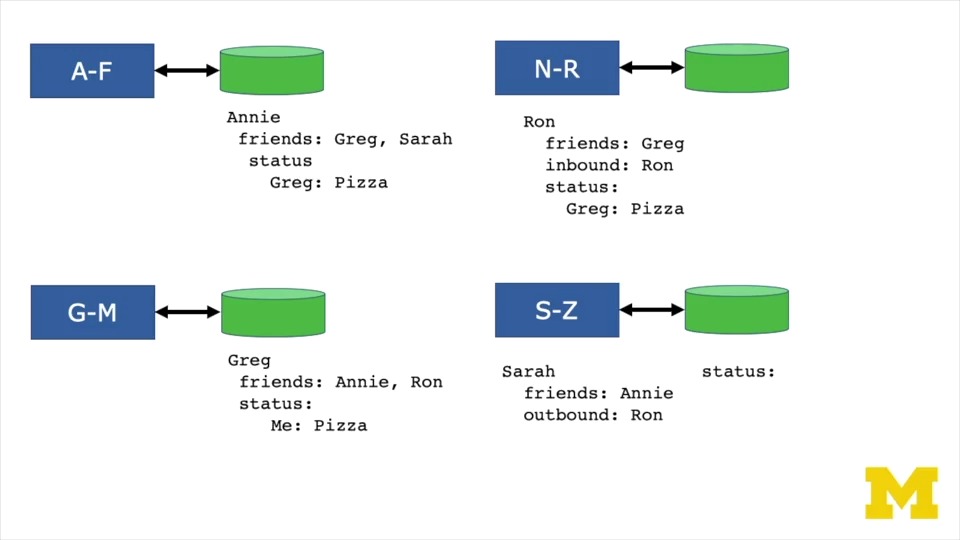 A-F
Annie
friends: Greg, Sarah
status
Greg: Pizza
N-R
Ron
friends: Greg
inbound: Ron
status:
Greg: Pizza
G-M
Greg
friends: Annie, Ron
status:
Me: Pizza
S-Z
Sarah
friends: Annie
outbound: Ron
status:
M